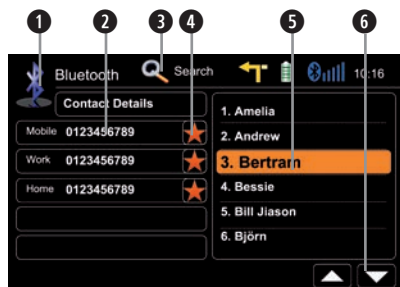 1 2 3 4 5 6
Bluetooth Search 10:16
Contact Details
Mobile 0123456789
Work 0123456789
Home 0123456789
1. Amelia
2. Andrew
3. Bertram
4. Bessie
5. Bill Jiason
6. Björn